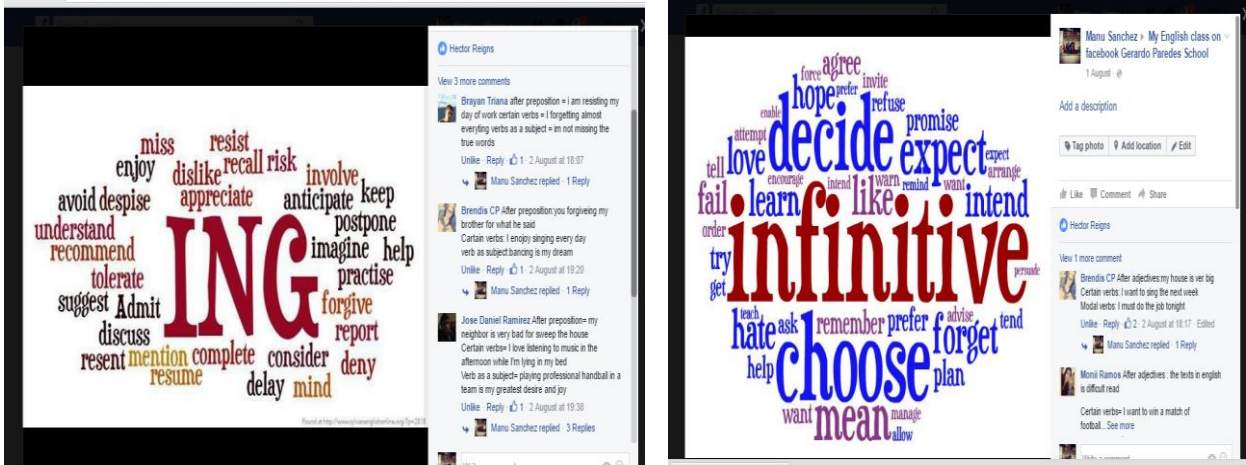 miss
resist
enjoy
dislike recall risk
involve
avoid despise
appreciate
anticipate keep
understand
postpone
recommend
ING
imagine help
tolerate
practise
suggest Admit
forgive
discuss
report
resent mention complete consider deny
resume
delay mind
Hector Reigns
View 3 more comments
Brayan Triana after preposition = i am resisting my
day of work certain verbs = I forgetting almost
everyting verbs as a subject = im not missing the
true words
Unlike · Reply · 1 · 2 August at 18:07
Manu Sanchez replied · 1 Reply
Brendis CP After preposition:you forgiveing my
brother for what he said
Cartain verbs: I enojoy singing every day
verb as subject:bancing is my dream
Unlike · Reply · 1 · 2 August at 19:20
Manu Sanchez replied · 1 Reply
Jose Daniel Ramirez After preposition= my
neighbor is very bad for sweep the house
Certain verbs= I love listening to music in the
afternoon while I'm lying in my bed
Verb as a subject= playing professional handball in a
team is my greatest desire and joy
Unlike · Reply · 1 · 2 August at 19:38
Manu Sanchez replied · 3 Replies
force agree
hope prefer invite
enable
decide
refuse
attempt
promise
tell love
expect
expect
arrange
encourage intend warn remind want
fail learn like intend
order
infinitive
try
get
persuade
teach
hate ask remember prefer advise forget tend
help choose plan
want mean manage
allow
Manu Sanchez ▸ My English class on
facebook Gerardo Paredes School
1 August ·
Add a description
Tag photo Add location Edit
Like Comment Share
Hector Reigns
View 1 more comment
Brendis CP After adjectives:my house is ver big
Certain verbs: I want to sing the next week
Modal verbs: I must do the job tonight
Unlike · Reply · 2 · 2 August at 18:17 · Edited
Manu Sanchez replied · 1 Reply
Monii Ramos After adjectives : the texts in english
is difficult read
Certain verbs= I want to win a match of
football... See more